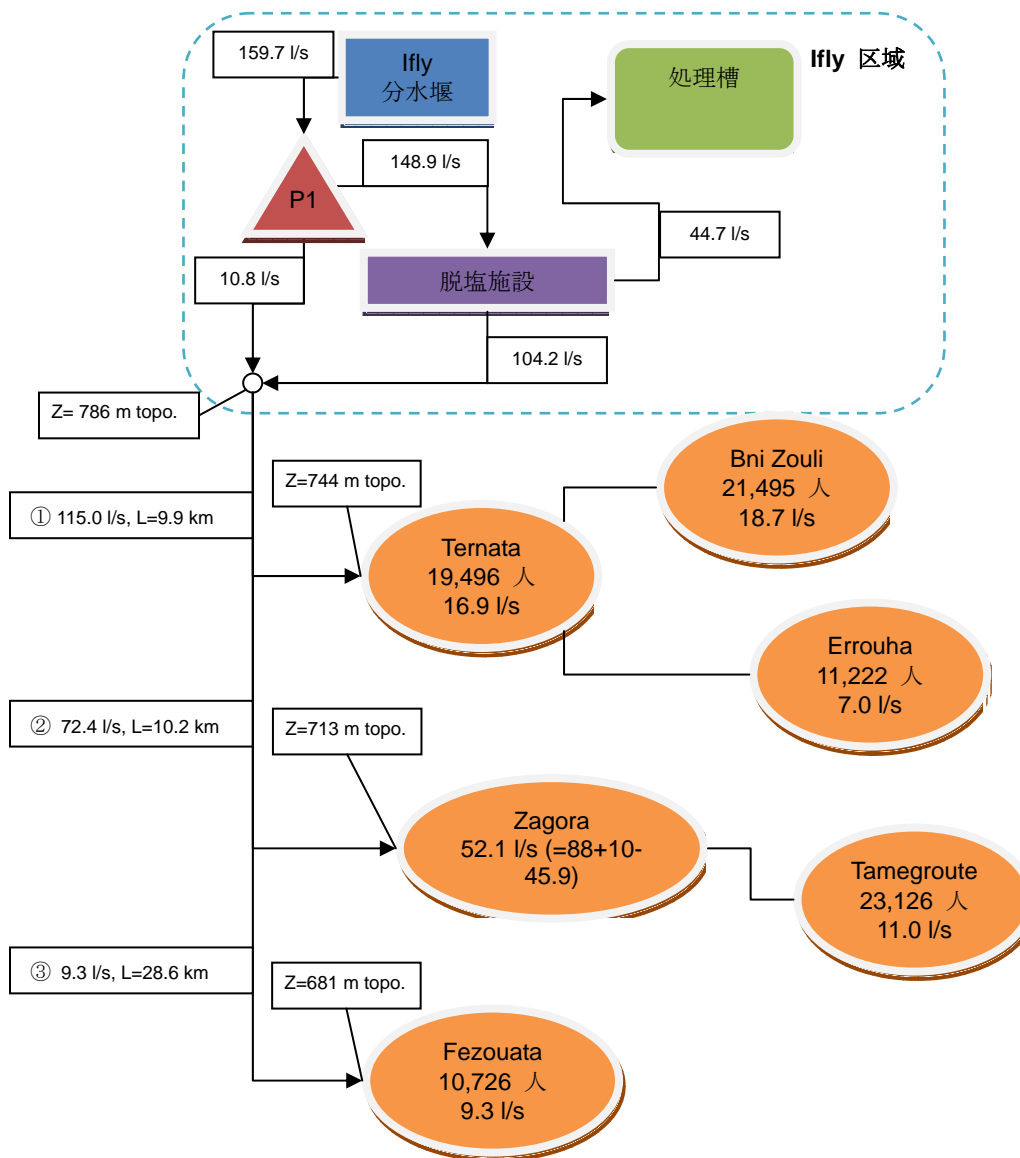 159.7 l/s
Ifly
分水堰
処理槽
Ifly 区域
148.9 l/s
P1
44.7 l/s
10.8 l/s
脱塩施設
104.2 l/s
Z= 786 m topo.
Z=744 m topo.
Bni Zouli
21,495 人
18.7 l/s
① 115.0 l/s, L=9.9 km
Ternata
19,496 人
16.9 l/s
Errouha
11,222 人
7.0 l/s
② 72.4 l/s, L=10.2 km
Z=713 m topo.
Zagora
52.1 l/s (=88+10-
45.9)
Tamegroute
23,126 人
11.0 l/s
③ 9.3 l/s, L=28.6 km
Z=681 m topo.
Fezouata
10,726 人
9.3 l/s